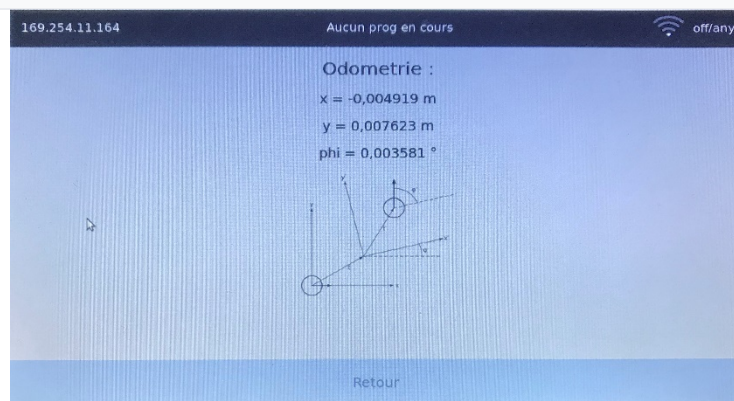 169.254.11.164 Aucun prog en cours off/any
Odometrie :
x = -0,004919 m
y = 0,007623 m
phi = 0,003581 °
Retour